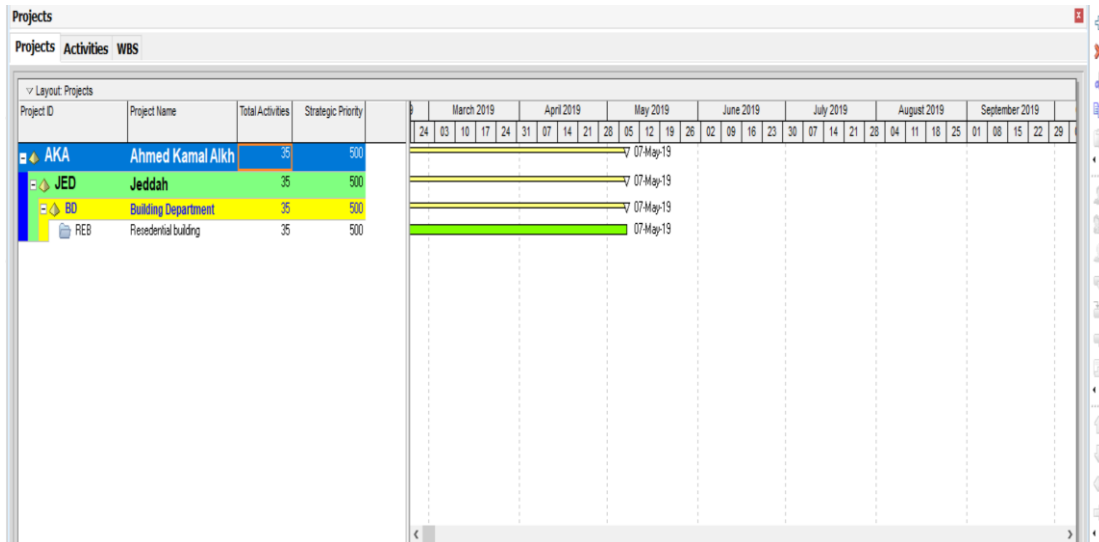 Projects
Projects Activities WBS
Layout: Projects
Project ID Project Name Total Activities Strategic Priority
March 2019 April 2019 May 2019 June 2019 July 2019 August 2019 September 2019
24 03 10 17 24 31 07 14 21 28 05 12 19 26 02 09 16 23 30 07 14 21 28 04 11 18 25 01 08 15 22 29
AKA Ahmed Kamal Alkh 35 500 07-May-19
JED Jeddah 35 500 07-May-19
BD Building Department 35 500 07-May-19
REB Resedential building 35 500 07-May-19